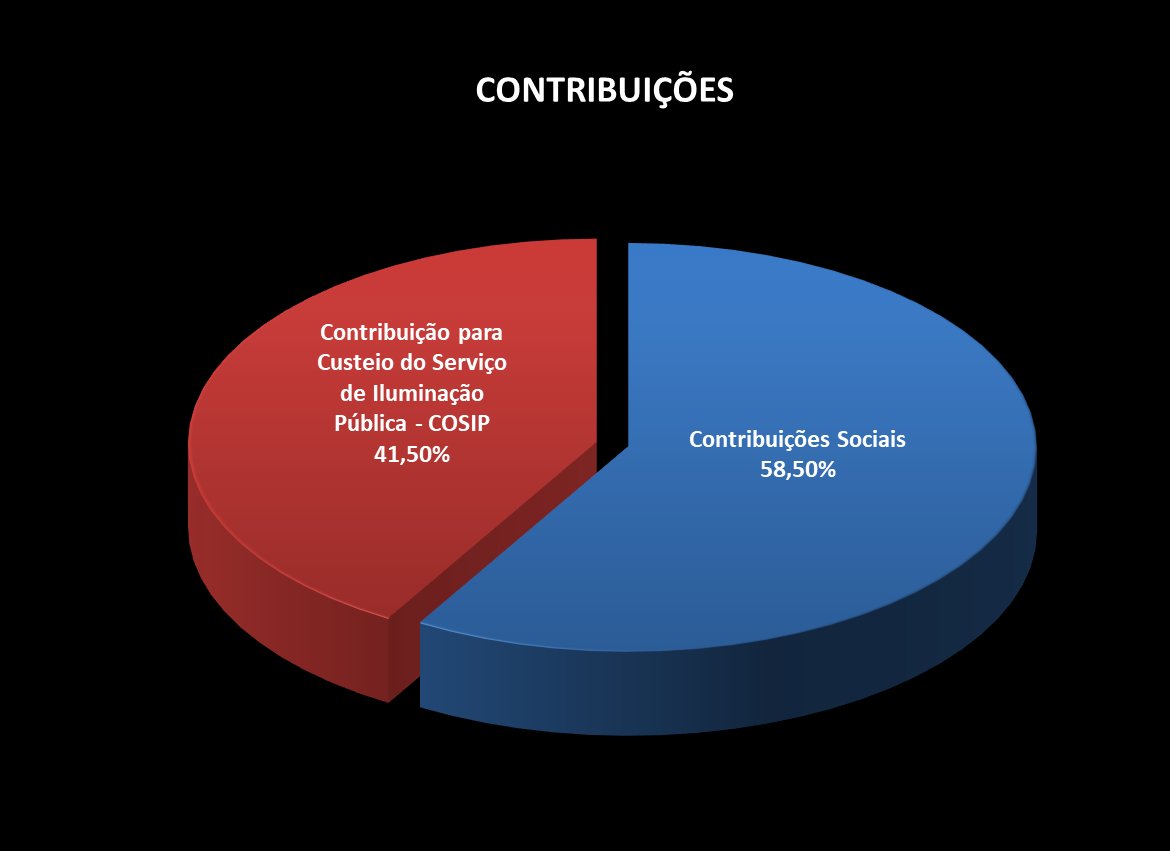 CONTRIBUIÇÕES
Contribuição para
Custeio do Serviço
de Iluminação
Pública - COSIP
41,50%
Contribuições Sociais
58,50%